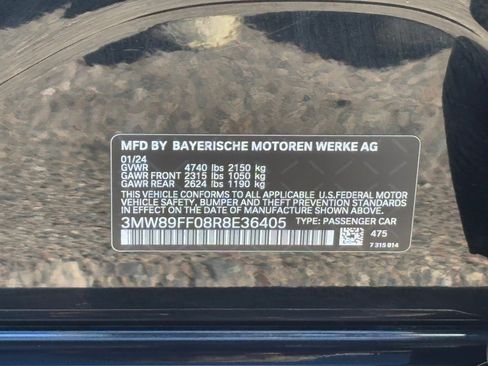 MFD BY BAYERISCHE MOTOREN WERKE AG
01/24
GVWR 4740 lbs 2150 kg
GAWR FRONT 2315 lbs 1050 kg
GAWR REAR 2624 lbs 1190 kg
THIS VEHICLE CONFORMS TO ALL APPLICABLE U.S.FEDERAL MOTOR
VEHICLE SAFETY, BUMPER AND THEFT PREVENTION STANDARDS
IN EFFECT ON THE DATE OF MANUFACTURE SHOWN ABOVE.
3MW89FF08R8E36405 TYPE: PASSENGER CAR
475
7 315 014